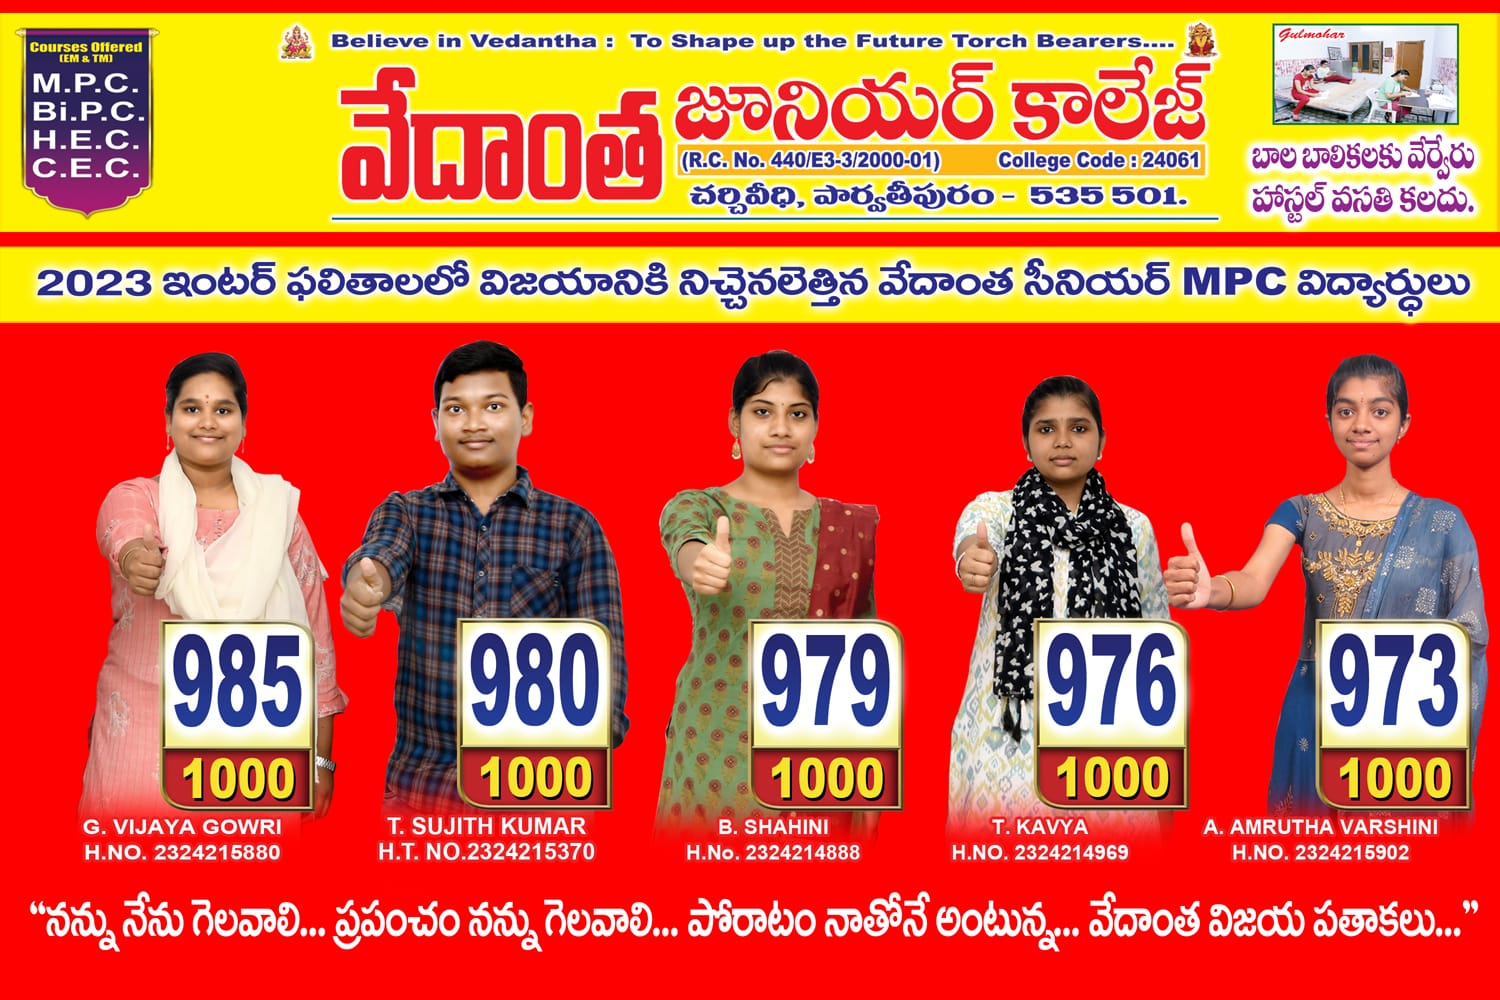 Courses Offered
(EM & TM)
M.P.C.
Bi.P.C.
H.E.C.
C.E.C.
Believe in Vedantha : To Shape up the Future Torch Bearers....
వేదాంత జూనియర్ కాలేజ్
(R.C. No. 440/E3-3/2000-01) College Code : 24061
చర్చివీధి, పార్వతీపురం - 535 501.
Gulmohar
బాల బాలికలకు వేర్వేరు
హాస్టల్ వసతి కలదు.
2023 ఇంటర్ ఫలితాలలో విజయానికి నిచ్చెనలెత్తిన వేదాంత సీనియర్ MPC విద్యార్ధులు
985
1000
G. VIJAYA GOWRI
H.NO. 2324215880
980
1000
T. SUJITH KUMAR
H.T. NO.2324215370
979
1000
B. SHAHINI
H.No. 2324214888
976
1000
T. KAVYA
H.NO. 2324214969
973
1000
A. AMRUTHA VARSHINI
H.NO. 2324215902
“నన్ను నేను గెలవాలి... ప్రపంచం నన్ను గెలవాలి... పోరాటం నాతోనే అంటున్న... వేదాంత విజయ పతాకలు...”